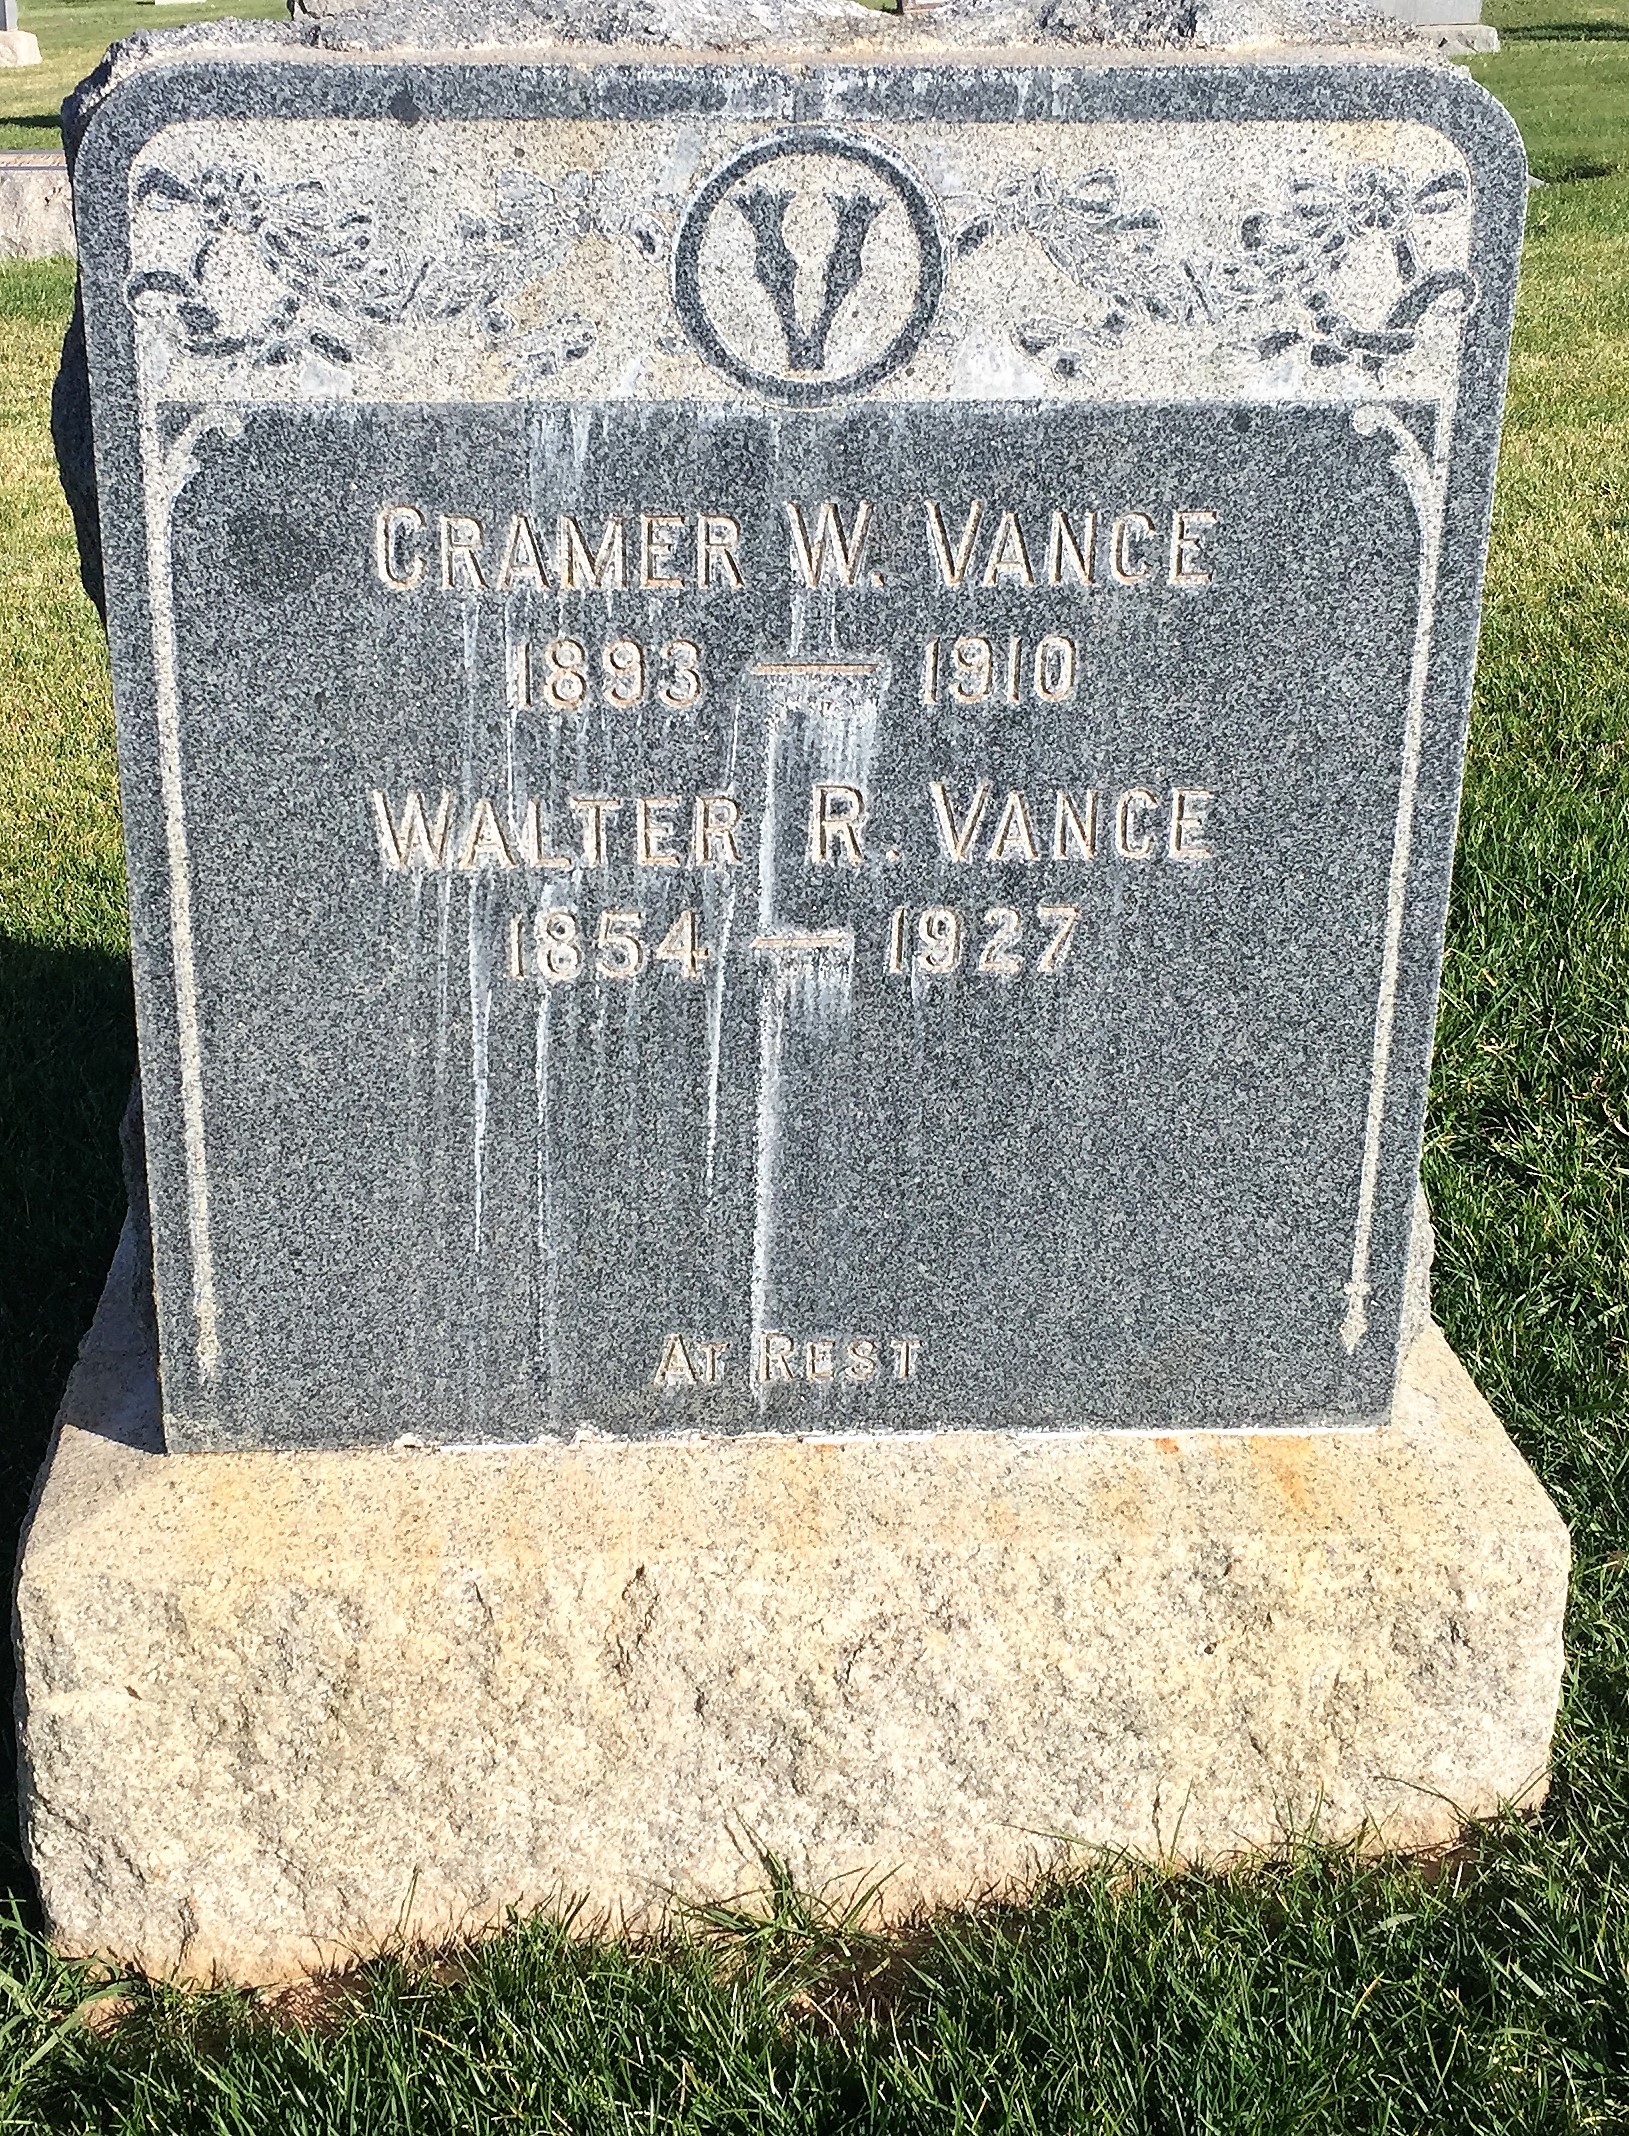 V
CRAMER W. VANCE
1893 — 1910
WALTER R. VANCE
1854 — 1927
AT REST